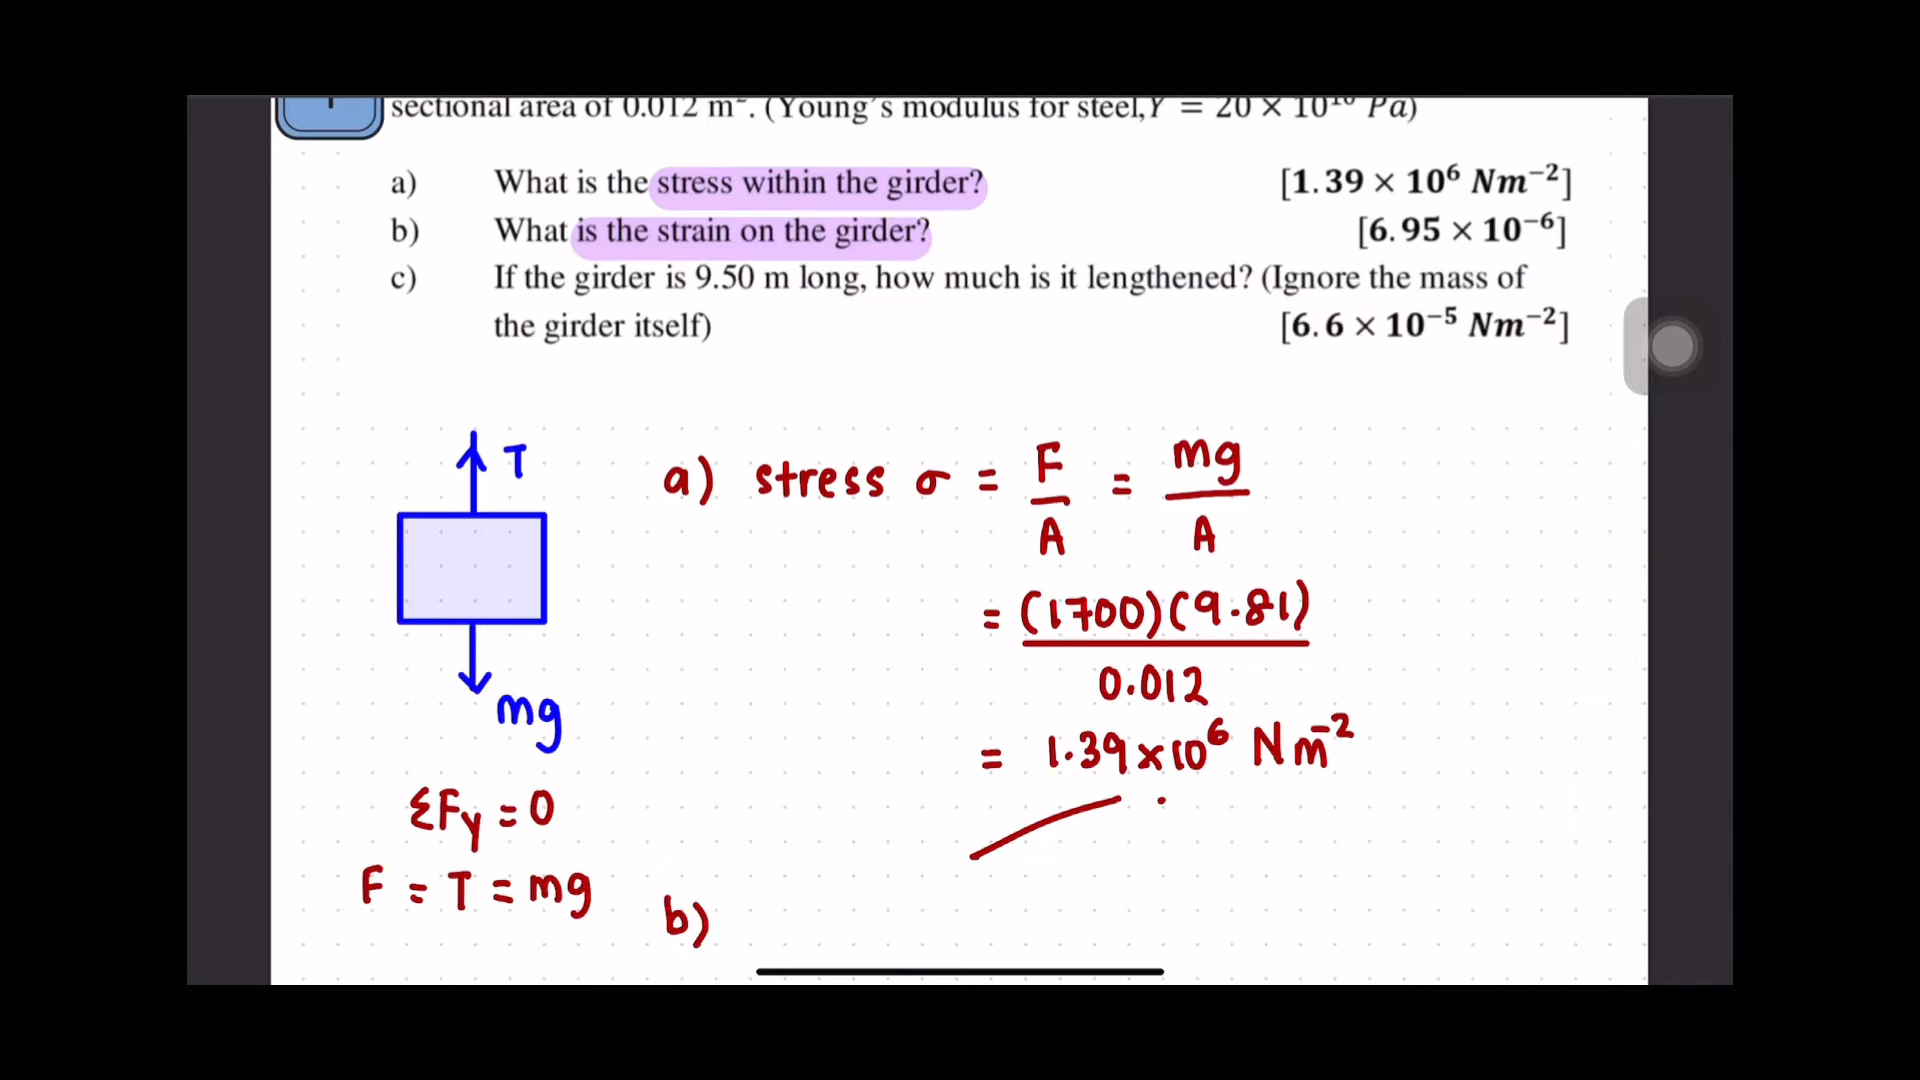 sectional area of 0.012 m². (Young's modulus for steel, Y = 20 × 10¹⁰ Pa)
a) What is the stress within the girder? [1.39 × 10⁶ Nm⁻²]
b) What is the strain on the girder? [6.95 × 10⁻⁶]
c) If the girder is 9.50 m long, how much is it lengthened? (Ignore the mass of
the girder itself) [6.6 × 10⁻⁵ Nm⁻²]
T
mg
ΣFy = 0
F = T = mg
a) stress σ = F/A = mg/A
= (1700)(9.81)
0.012
= 1.39 × 10⁶ Nm⁻²
b)